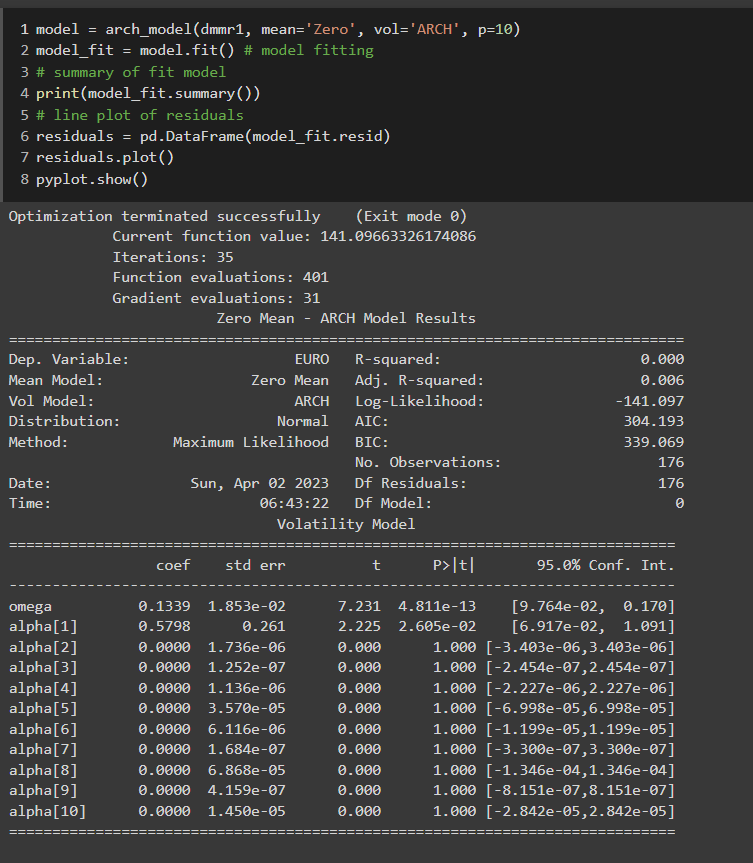 1 model = arch_model(dmmr1, mean='Zero', vol='ARCH', p=10)
2 model_fit = model.fit() # model fitting
3 # summary of fit model
4 print(model_fit.summary())
5 # line plot of residuals
6 residuals = pd.DataFrame(model_fit.resid)
7 residuals.plot()
8 pyplot.show()
Optimization terminated successfully    (Exit mode 0)
            Current function value: 141.09663326174086
            Iterations: 35
            Function evaluations: 401
            Gradient evaluations: 31
                        Zero Mean - ARCH Model Results
==============================================================================
Dep. Variable:                   EURO   R-squared:                       0.000
Mean Model:                 Zero Mean   Adj. R-squared:                  0.006
Vol Model:                       ARCH   Log-Likelihood:               -141.097
Distribution:                  Normal   AIC:                           304.193
Method:            Maximum Likelihood   BIC:                           339.069
                                        No. Observations:                  176
Date:                Sun, Apr 02 2023   Df Residuals:                      176
Time:                        06:43:22   Df Model:                            0
                               Volatility Model
=============================================================================
                 coef    std err          t      P>|t|       95.0% Conf. Int.
-----------------------------------------------------------------------------
omega          0.1339  1.853e-02      7.231  4.811e-13    [9.764e-02,  0.170]
alpha[1]       0.5798      0.261      2.225  2.605e-02    [6.917e-02,  1.091]
alpha[2]       0.0000  1.736e-06      0.000      1.000 [-3.403e-06,3.403e-06]
alpha[3]       0.0000  1.252e-07      0.000      1.000 [-2.454e-07,2.454e-07]
alpha[4]       0.0000  1.136e-06      0.000      1.000 [-2.227e-06,2.227e-06]
alpha[5]       0.0000  3.570e-05      0.000      1.000 [-6.998e-05,6.998e-05]
alpha[6]       0.0000  6.116e-06      0.000      1.000 [-1.199e-05,1.199e-05]
alpha[7]       0.0000  1.684e-07      0.000      1.000 [-3.300e-07,3.300e-07]
alpha[8]       0.0000  6.868e-05      0.000      1.000 [-1.346e-04,1.346e-04]
alpha[9]       0.0000  4.159e-07      0.000      1.000 [-8.151e-07,8.151e-07]
alpha[10]      0.0000  1.450e-05      0.000      1.000 [-2.842e-05,2.842e-05]
=============================================================================